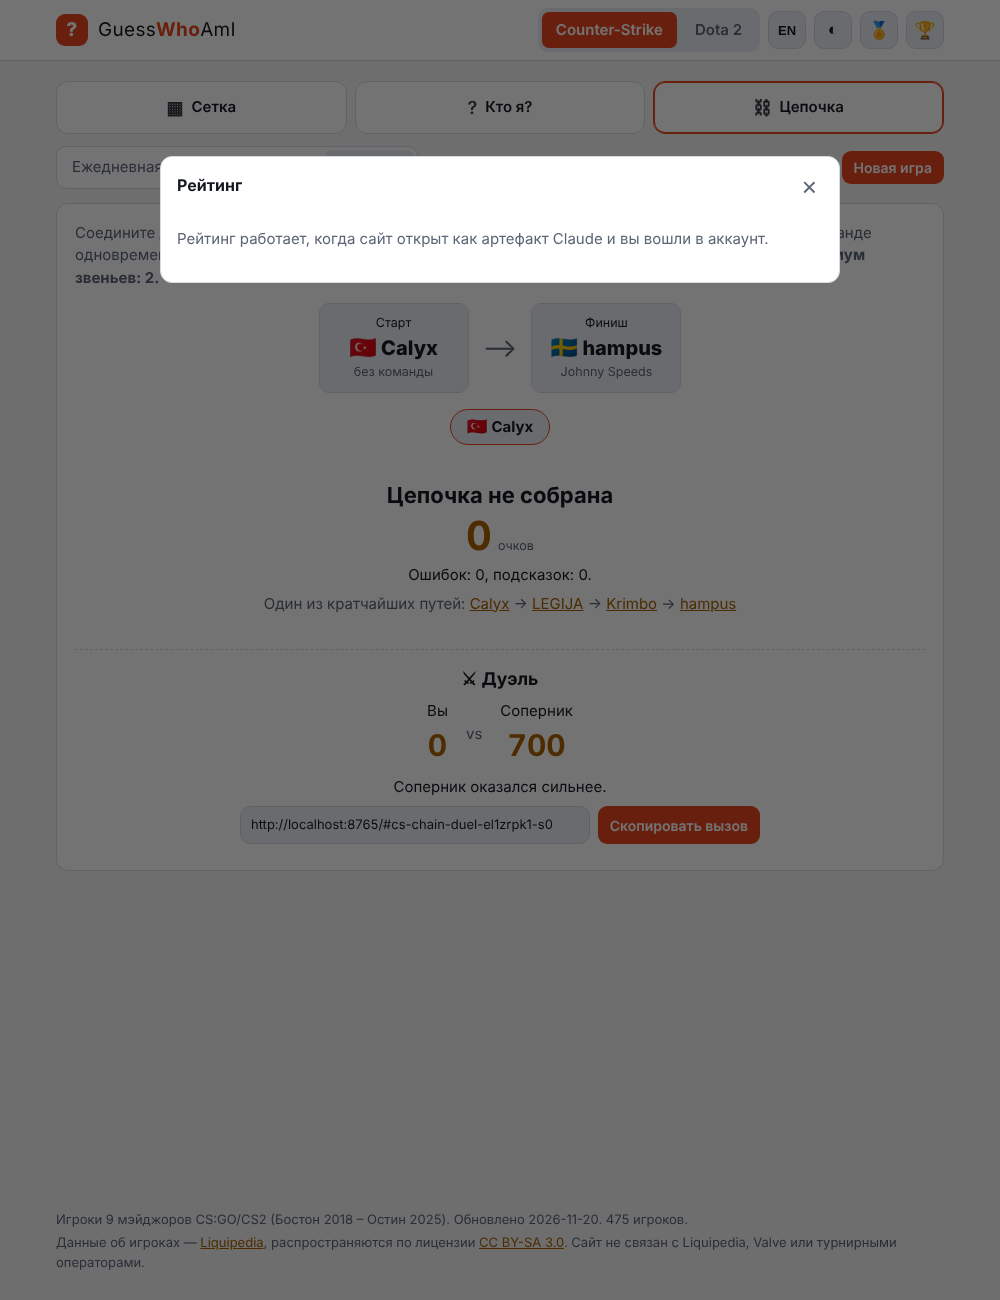 ? GuessWhoAmI
Counter-Strike Dota 2 EN
Сетка
? Кто я?
Цепочка
Ежедневная
Новая игра
Рейтинг ✕
Рейтинг работает, когда сайт открыт как артефакт Claude и вы вошли в аккаунт.
Соедините
звеньев: 2.
Старт
Calyx
без команды
→
Финиш
hampus
Johnny Speeds
Calyx
Цепочка не собрана
0 очков
Ошибок: 0, подсказок: 0.
Один из кратчайших путей: Calyx → LEGIJA → Krimbo → hampus
⚔ Дуэль
Вы Соперник
0 vs 700
Соперник оказался сильнее.
http://localhost:8765/#cs-chain-duel-el1zrpk1-s0 Скопировать вызов
Игроки 9 мэйджоров CS:GO/CS2 (Бостон 2018 – Остин 2025). Обновлено 2026-11-20. 475 игроков.
Данные об игроках — Liquipedia, распространяются по лицензии CC BY-SA 3.0. Сайт не связан с Liquipedia, Valve или турнирными
операторами.